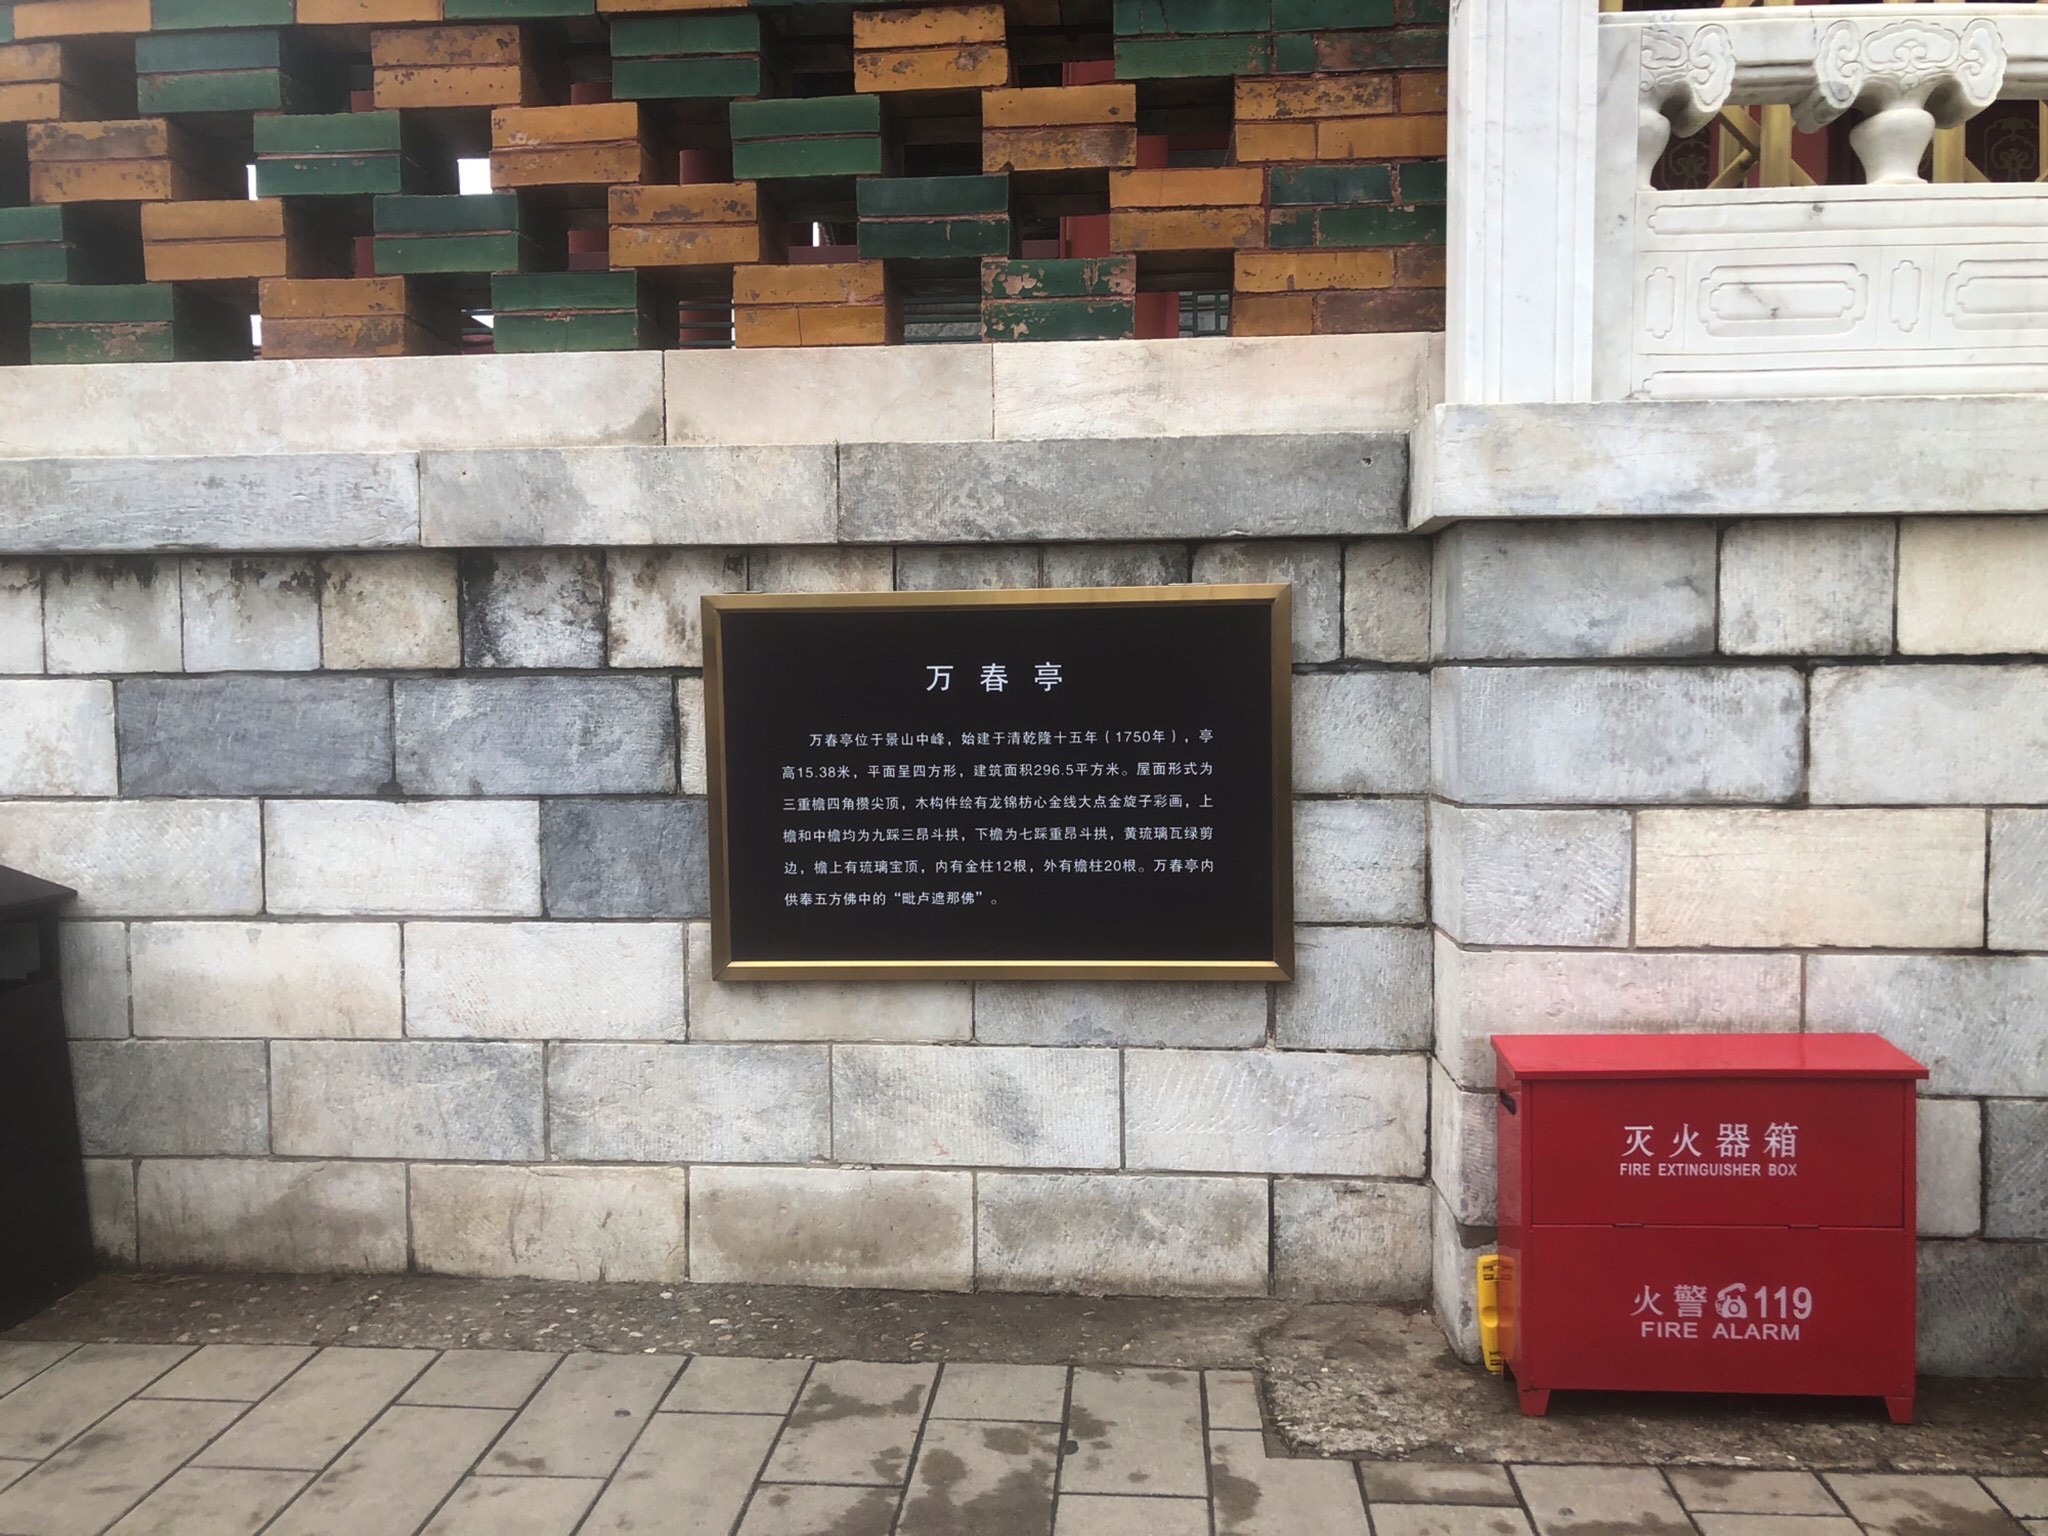 万春亭
万春亭位于景山中峰，始建于清乾隆十五年（1750年），亭
高15.38米，平面呈四方形，建筑面积296.5平方米。屋面形式为
三重檐四角攒尖顶，木构件绘有龙锦枋心金线大点金旋子彩画，上
檐和中檐均为九踩三昂斗拱，下檐为七踩重昂斗拱，黄琉璃瓦绿剪
边，檐上有琉璃宝顶，内有金柱12根，外有檐柱20根。万春亭内
供奉五方佛中的“毗卢遮那佛”。
灭火器箱
FIRE EXTINGUISHER BOX
火警119
FIRE ALARM